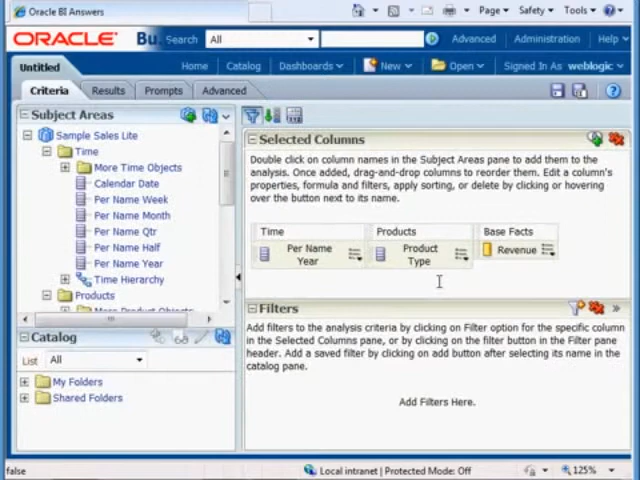 Oracle BI Answers
Page
Safety
Tools
ORACLE
Bu
Search
All
Advanced
Administration
Help
Untitled
Home
Catalog
Dashboards
New
Open
Signed In As weblogic
Criteria
Results
Prompts
Advanced
Subject Areas
Sample Sales Lite
Time
More Time Objects
Calendar Date
Per Name Week
Per Name Month
Per Name Qtr
Per Name Half
Per Name Year
Time Hierarchy
Products
Catalog
List
All
My Folders
Shared Folders
Selected Columns
Double click on column names in the Subject Areas pane to add them to the
analysis. Once added, drag-and-drop columns to reorder them. Edit a column's
properties, formula and filters, apply sorting, or delete by clicking or hovering
over the button next to its name.
Time
Products
Base Facts
Per Name
Year
Product
Type
Revenue
Filters
Add filters to the analysis criteria by clicking on Filter option for the specific column
in the Selected Columns pane, or by clicking on the filter button in the Filter pane
header. Add a saved filter by clicking on add button after selecting its name in the
catalog pane.
Add Filters Here.
false
Local intranet | Protected Mode: Off
125%